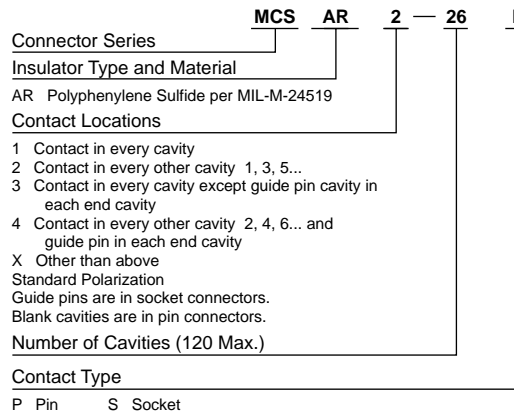 MCS AR 2 — 26
Connector Series
Insulator Type and Material
AR Polyphenylene Sulfide per MIL-M-24519
Contact Locations
1 Contact in every cavity
2 Contact in every other cavity 1, 3, 5...
3 Contact in every cavity except guide pin cavity in
each end cavity
4 Contact in every other cavity 2, 4, 6... and
guide pin in each end cavity
X Other than above
Standard Polarization
Guide pins are in socket connectors.
Blank cavities are in pin connectors.
Number of Cavities (120 Max.)
Contact Type
P Pin S Socket